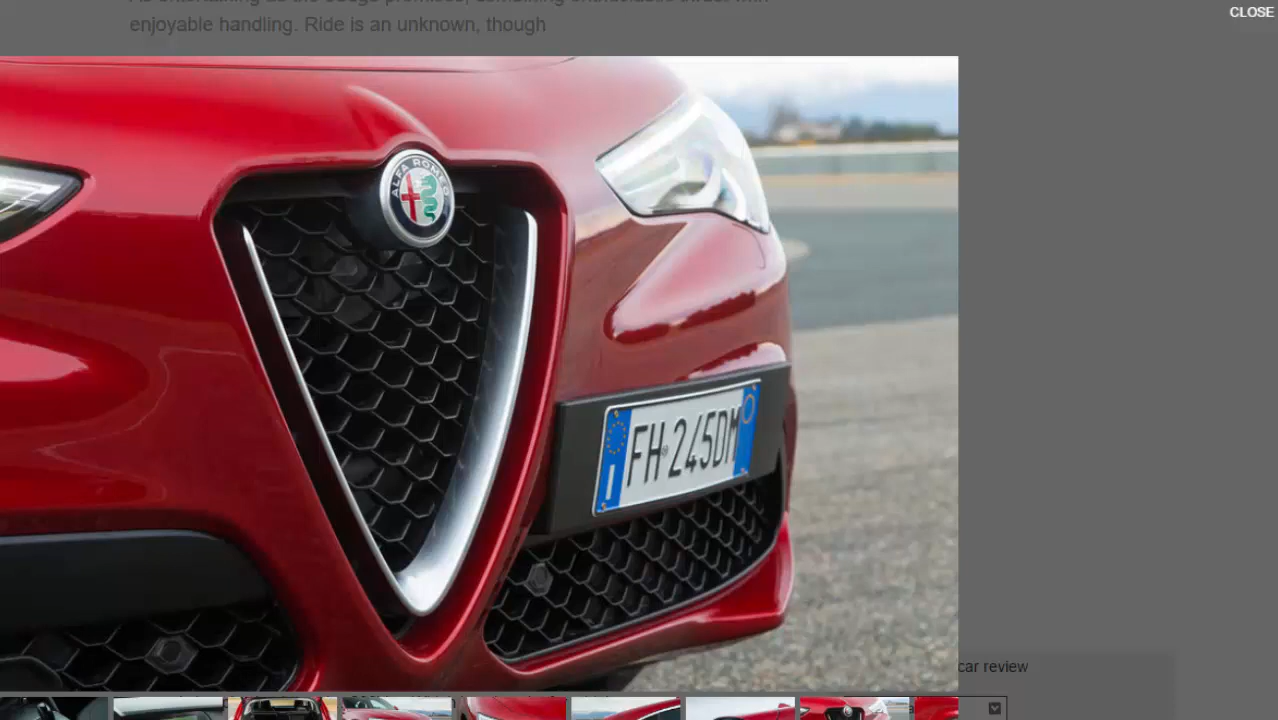 enjoyable handling. Ride is an unknown, though
CLOSE
ALFA ROMEO
FH 245DM
I
car review